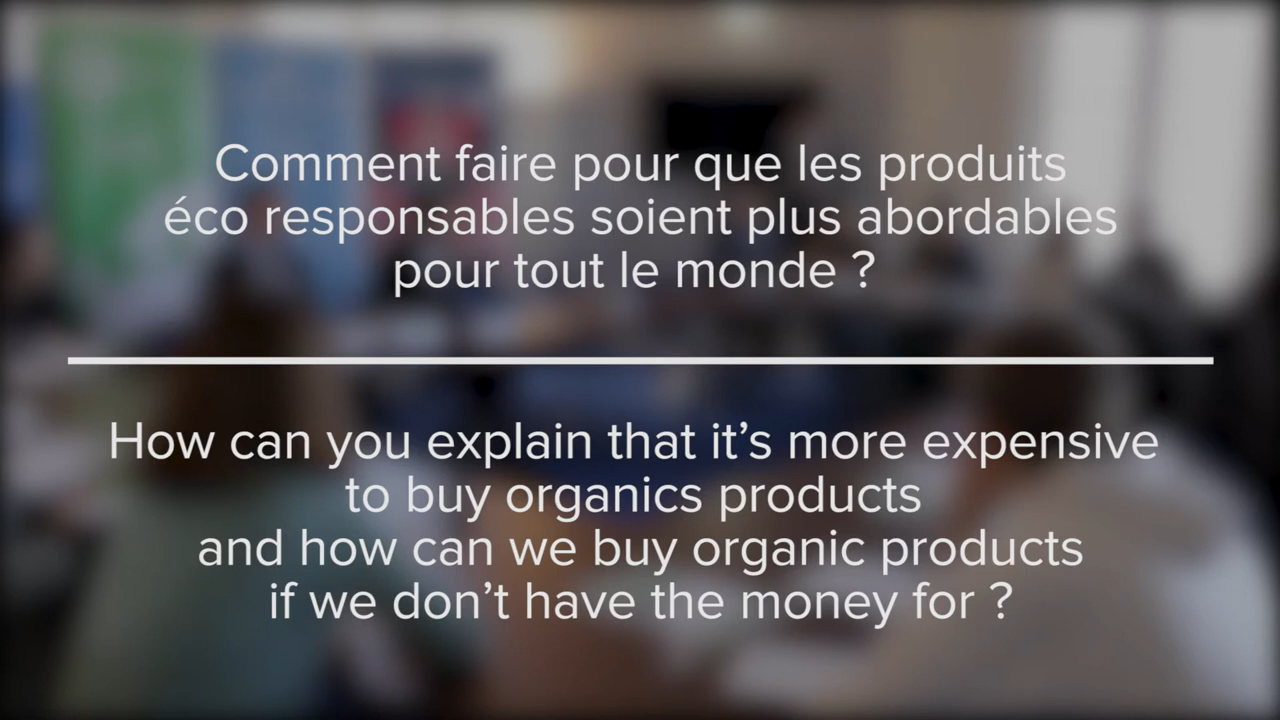 Comment faire pour que les produits
éco responsables soient plus abordables
pour tout le monde ?
How can you explain that it’s more expensive
to buy organics products
and how can we buy organic products
if we don’t have the money for ?